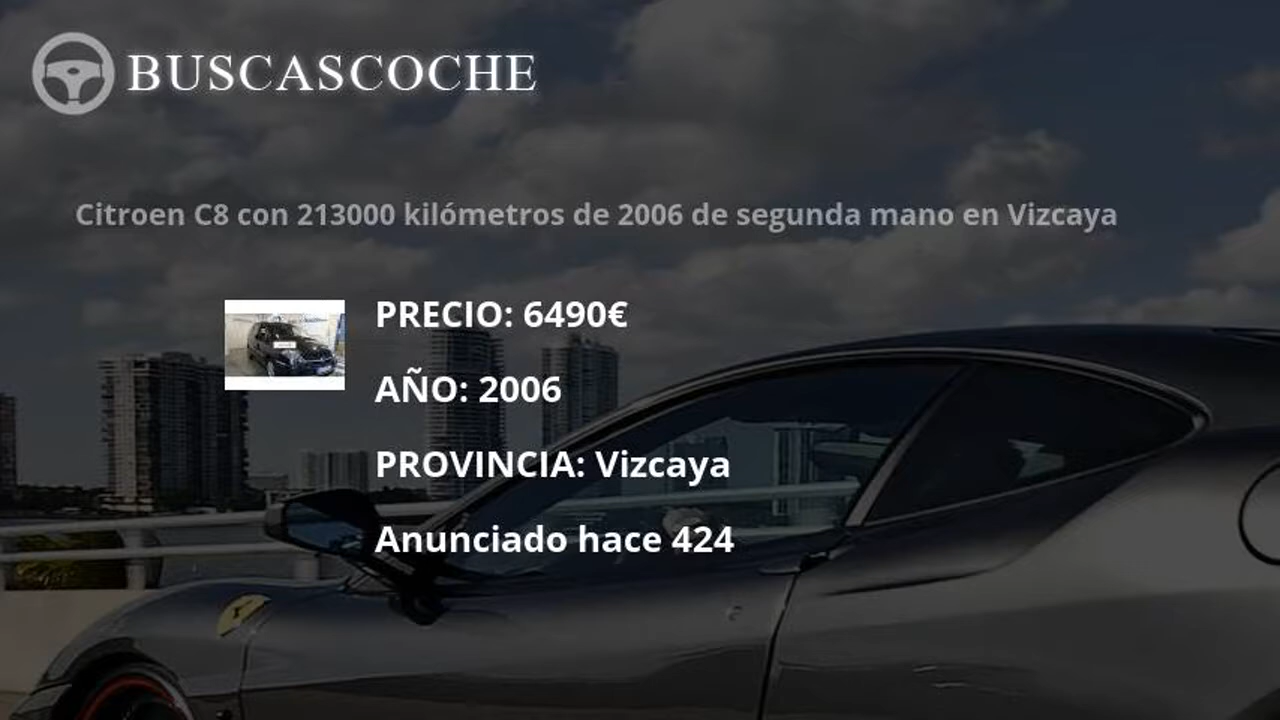 BUSCASCOCHE
Citroen C8 con 213000 kilómetros de 2006 de segunda mano en Vizcaya
PRECIO: 6490€
AÑO: 2006
PROVINCIA: Vizcaya
Anunciado hace 424